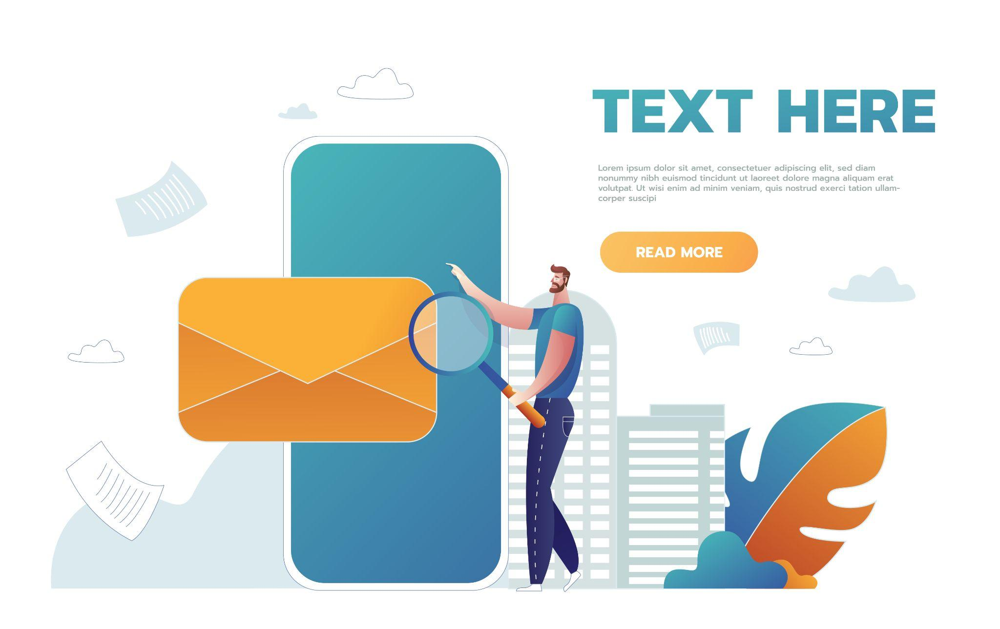 TEXT HERE
Lorem ipsum dolor sit amet, consectetuer adipiscing elit, sed diam
nonummy nibh euismod tincidunt ut laoreet dolore magna aliquam erat
volutpat. Ut wisi enim ad minim veniam, quis nostrud exerci tation ullam-
corper suscipi
READ MORE